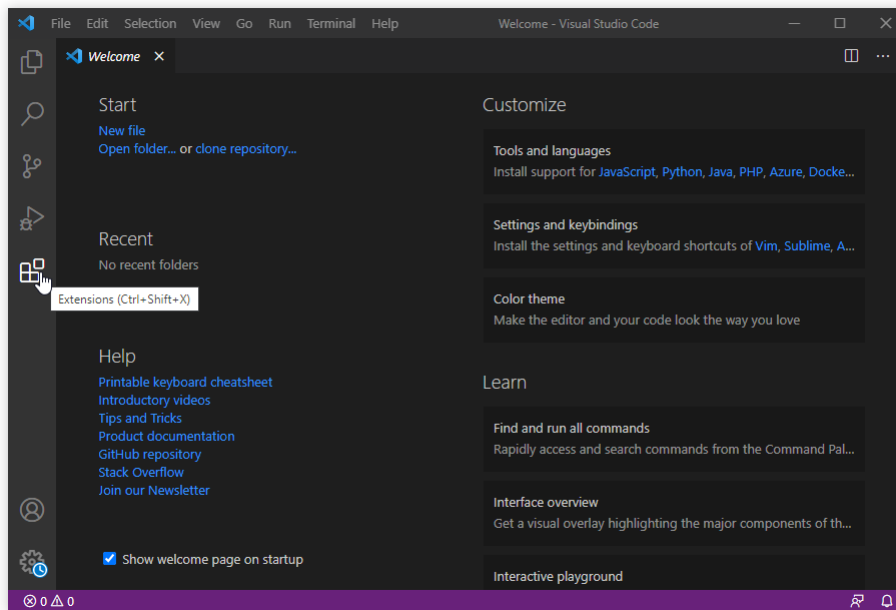 File Edit Selection View Go Run Terminal Help Welcome - Visual Studio Code
Welcome
Start
New file
Open folder... or clone repository...
Recent
No recent folders
Extensions (Ctrl+Shift+X)
Help
Printable keyboard cheatsheet
Introductory videos
Tips and Tricks
Product documentation
GitHub repository
Stack Overflow
Join our Newsletter
Show welcome page on startup
Customize
Tools and languages
Install support for JavaScript, Python, Java, PHP, Azure, Docke...
Settings and keybindings
Install the settings and keyboard shortcuts of Vim, Sublime, A...
Color theme
Make the editor and your code look the way you love
Learn
Find and run all commands
Rapidly access and search commands from the Command Pal...
Interface overview
Get a visual overlay highlighting the major components of th...
Interactive playground
0 0